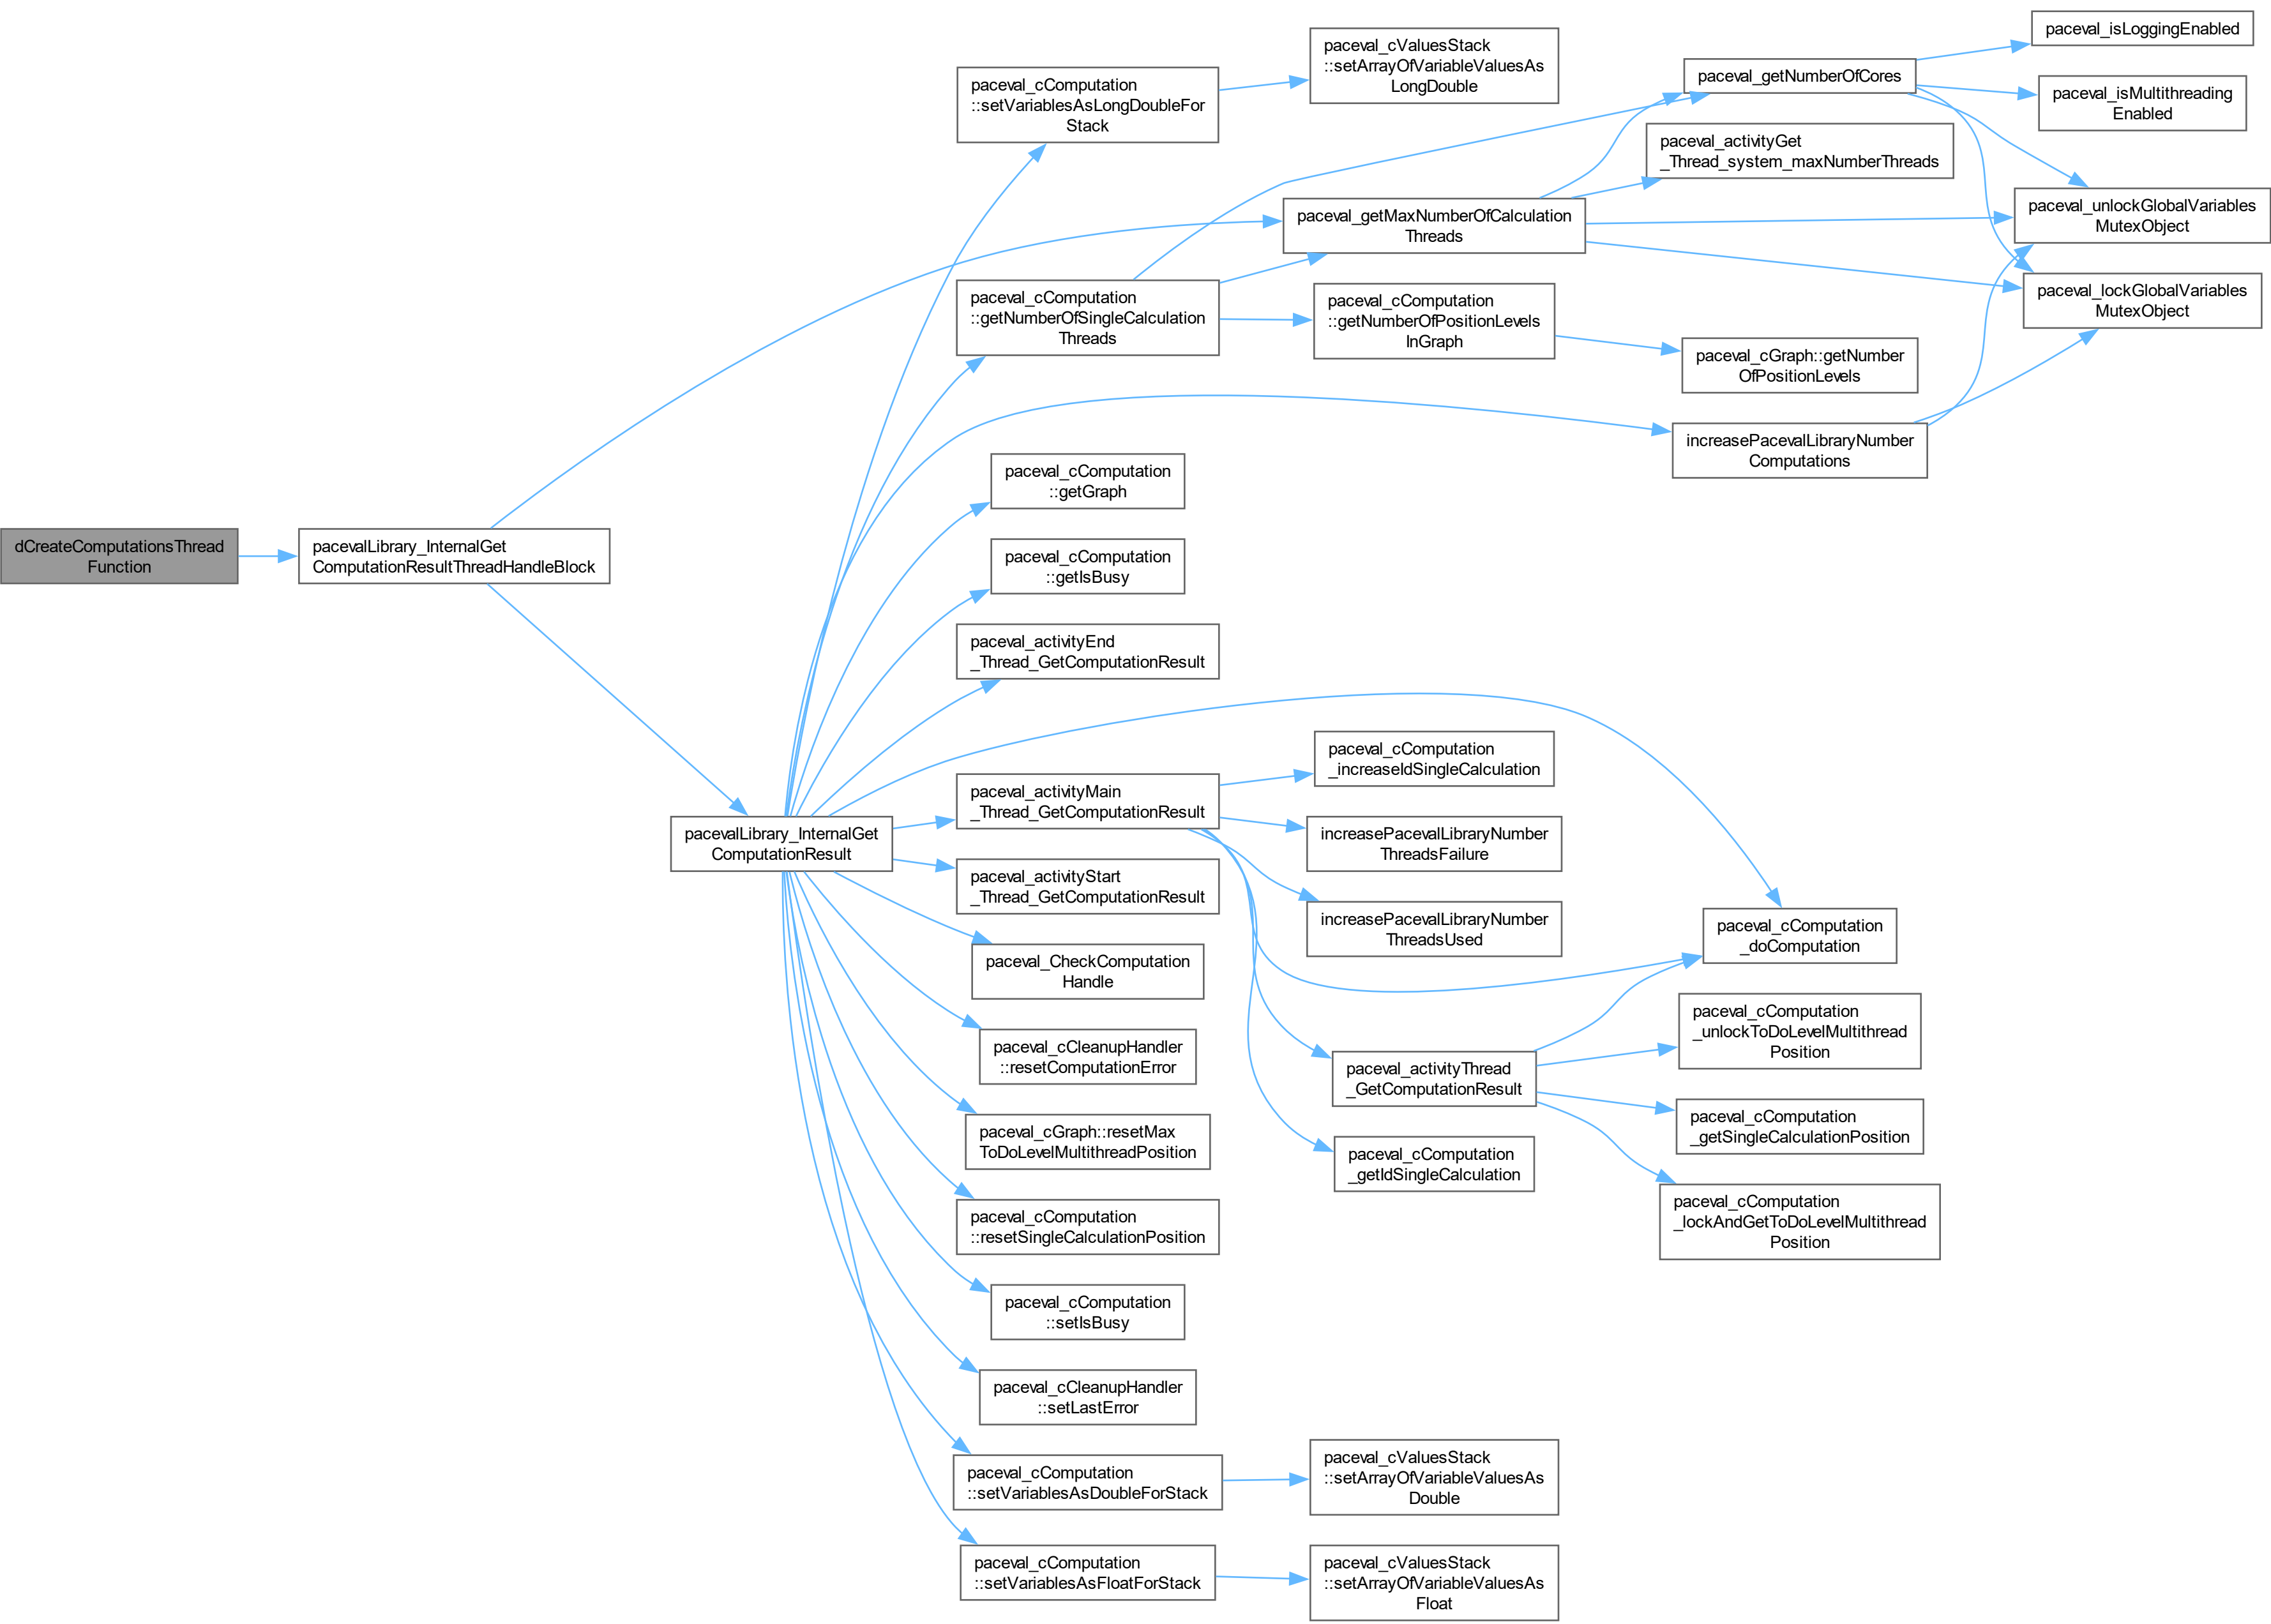 dCreateComputationsThread
Function
pacevalLibrary_InternalGet
ComputationResultThreadHandleBlock
pacevalLibrary_InternalGet
ComputationResult
paceval_cComputation
::setVariablesAsLongDoubleFor
Stack
paceval_cComputation
::getNumberOfSingleCalculation
Threads
paceval_cComputation
::getGraph
paceval_cComputation
::getIsBusy
paceval_activityEnd
_Thread_GetComputationResult
paceval_activityMain
_Thread_GetComputationResult
paceval_activityStart
_Thread_GetComputationResult
paceval_CheckComputation
Handle
paceval_cCleanupHandler
::resetComputationError
paceval_cGraph::resetMax
ToDoLevelMultithreadPosition
paceval_cComputation
::resetSingleCalculationPosition
paceval_cComputation
::setIsBusy
paceval_cCleanupHandler
::setLastError
paceval_cComputation
::setVariablesAsDoubleForStack
paceval_cComputation
::setVariablesAsFloatForStack
paceval_cValuesStack
::setArrayOfVariableValuesAs
LongDouble
paceval_getMaxNumberOfCalculation
Threads
paceval_cComputation
::getNumberOfPositionLevels
InGraph
paceval_cComputation
_increaseIdSingleCalculation
increasePacevalLibraryNumber
ThreadsFailure
increasePacevalLibraryNumber
ThreadsUsed
paceval_activityThread
_GetComputationResult
paceval_cComputation
_getIdSingleCalculation
paceval_cValuesStack
::setArrayOfVariableValuesAs
Double
paceval_cValuesStack
::setArrayOfVariableValuesAs
Float
paceval_getNumberOfCores
paceval_activityGet
_Thread_system_maxNumberThreads
paceval_cGraph::getNumber
OfPositionLevels
increasePacevalLibraryNumber
Computations
paceval_cComputation
_doComputation
paceval_cComputation
_unlockToDoLevelMultithread
Position
paceval_cComputation
_getSingleCalculationPosition
paceval_cComputation
_lockAndGetToDoLevelMultithread
Position
paceval_isLoggingEnabled
paceval_isMultithreading
Enabled
paceval_unlockGlobalVariables
MutexObject
paceval_lockGlobalVariables
MutexObject